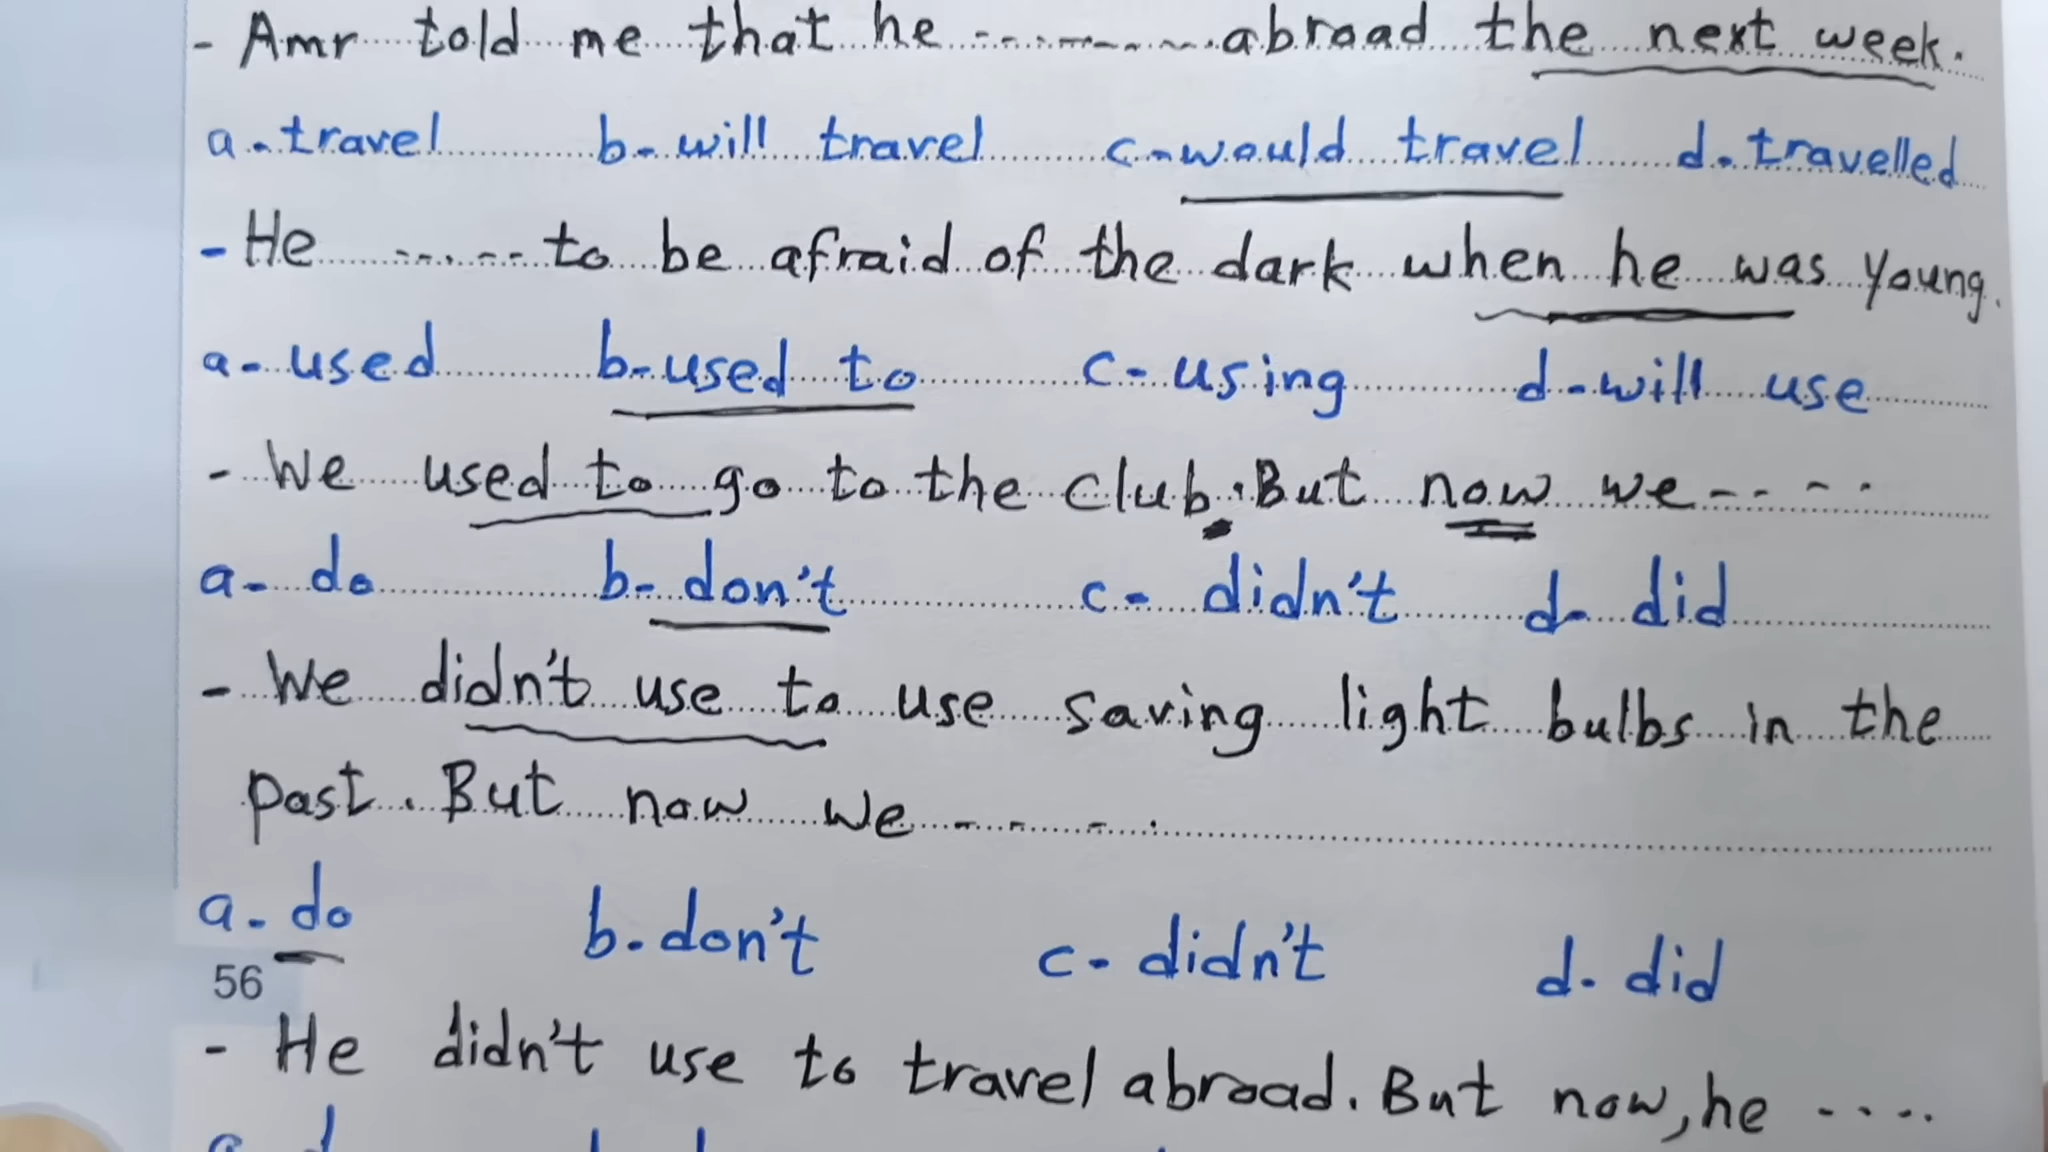 - Amr told me that he ----------- abroad the next week.
a- travel b- will travel c- would travel d- travelled
- He ------ to be afraid of the dark when he was young.
a- used b- used to c- using d- will use
- We used to go to the club. But now we -----
a- do b- don't c- didn't d- did
- We didn't use to use saving light bulbs in the
past. But now we -----.
a. do b. don't c- didn't d. did
56
- He didn't use to travel abroad. But now, he ....